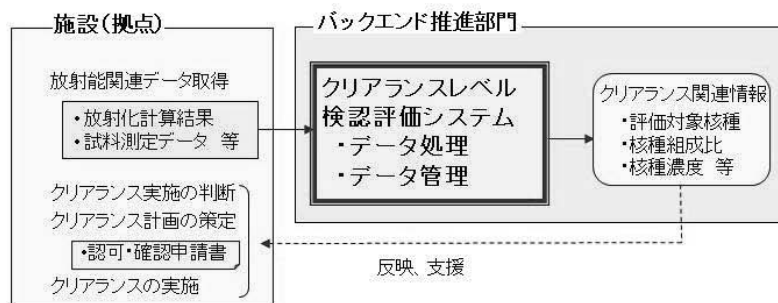 施設(拠点)
放射能関連データ取得
・放射化計算結果
・試料測定データ 等
クリアランス実施の判断
クリアランス計画の策定
・認可・確認申請書
クリアランスの実施
バックエンド推進部門
クリアランスレベル
検認評価システム
・データ処理
・データ管理
クリアランス関連情報
・評価対象核種
・核種組成比
・核種濃度 等
反映、支援